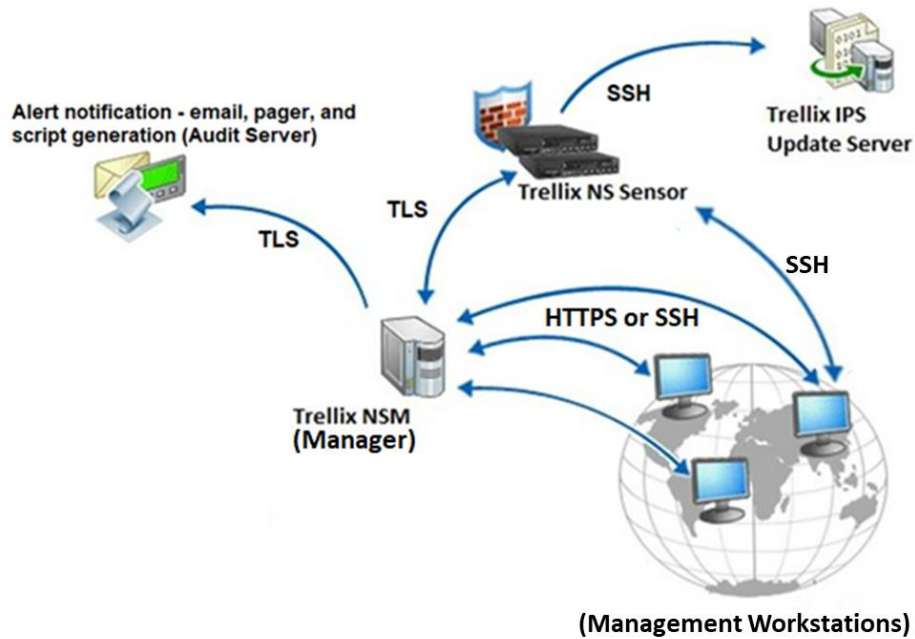 Alert notification - email, pager, and
script generation (Audit Server)
TLS
TLS
SSH
Trellix NS Sensor
Trellix IPS
Update Server
SSH
HTTPS or SSH
Trellix NSM
(Manager)
(Management Workstations)